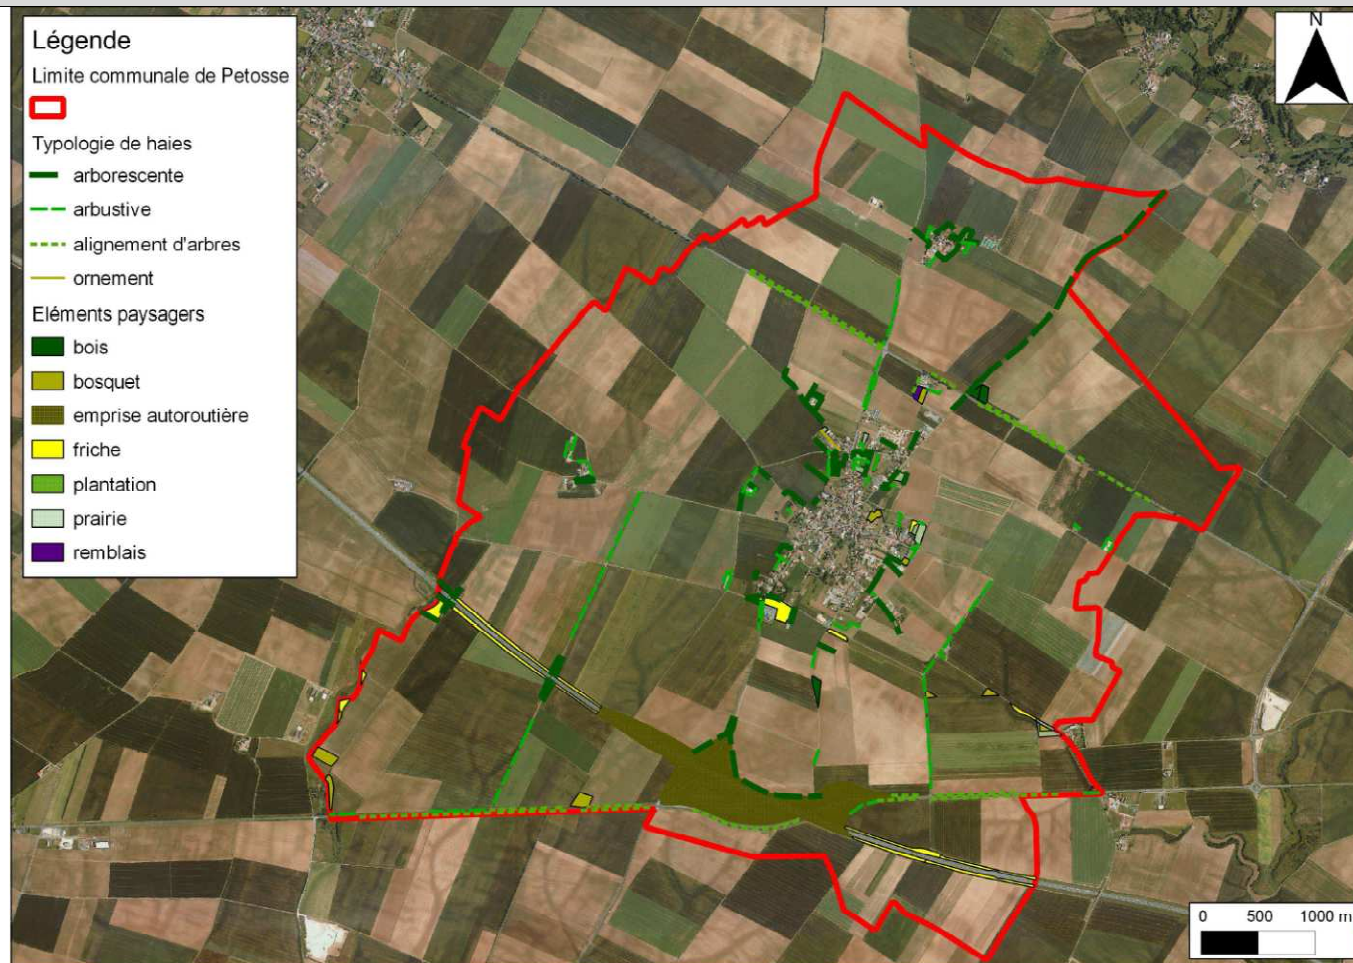 Légende
Limite communale de Petosse
Typologie de haies
arborescente
arbustive
alignement d'arbres
ornement
Eléments paysagers
bois
bosquet
emprise autoroutière
friche
plantation
prairie
remblais
N
0 500 1000 m